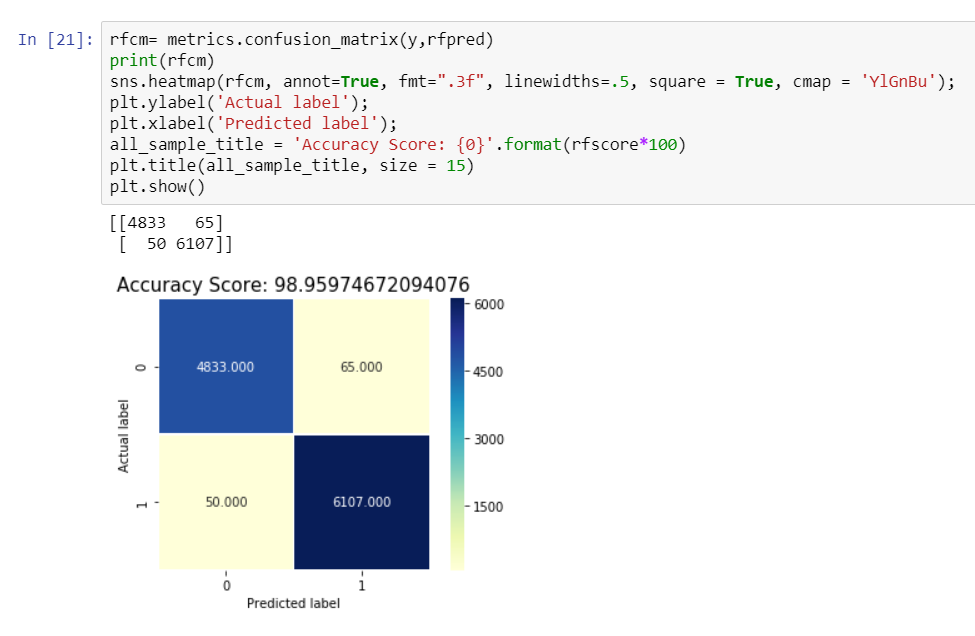 In [21]: rfcm= metrics.confusion_matrix(y,rfpred)
print(rfcm)
sns.heatmap(rfcm, annot=True, fmt=".3f", linewidths=.5, square = True, cmap = 'YlGnBu');
plt.ylabel('Actual label');
plt.xlabel('Predicted label');
all_sample_title = 'Accuracy Score: {0}'.format(rfscore*100)
plt.title(all_sample_title, size = 15)
plt.show()
[[4833   65]
 [  50 6107]]
Accuracy Score: 98.95974672094076
6000
0 4833.000 65.000
4500
Actual label
3000
1 50.000 6107.000
1500
0 1
Predicted label